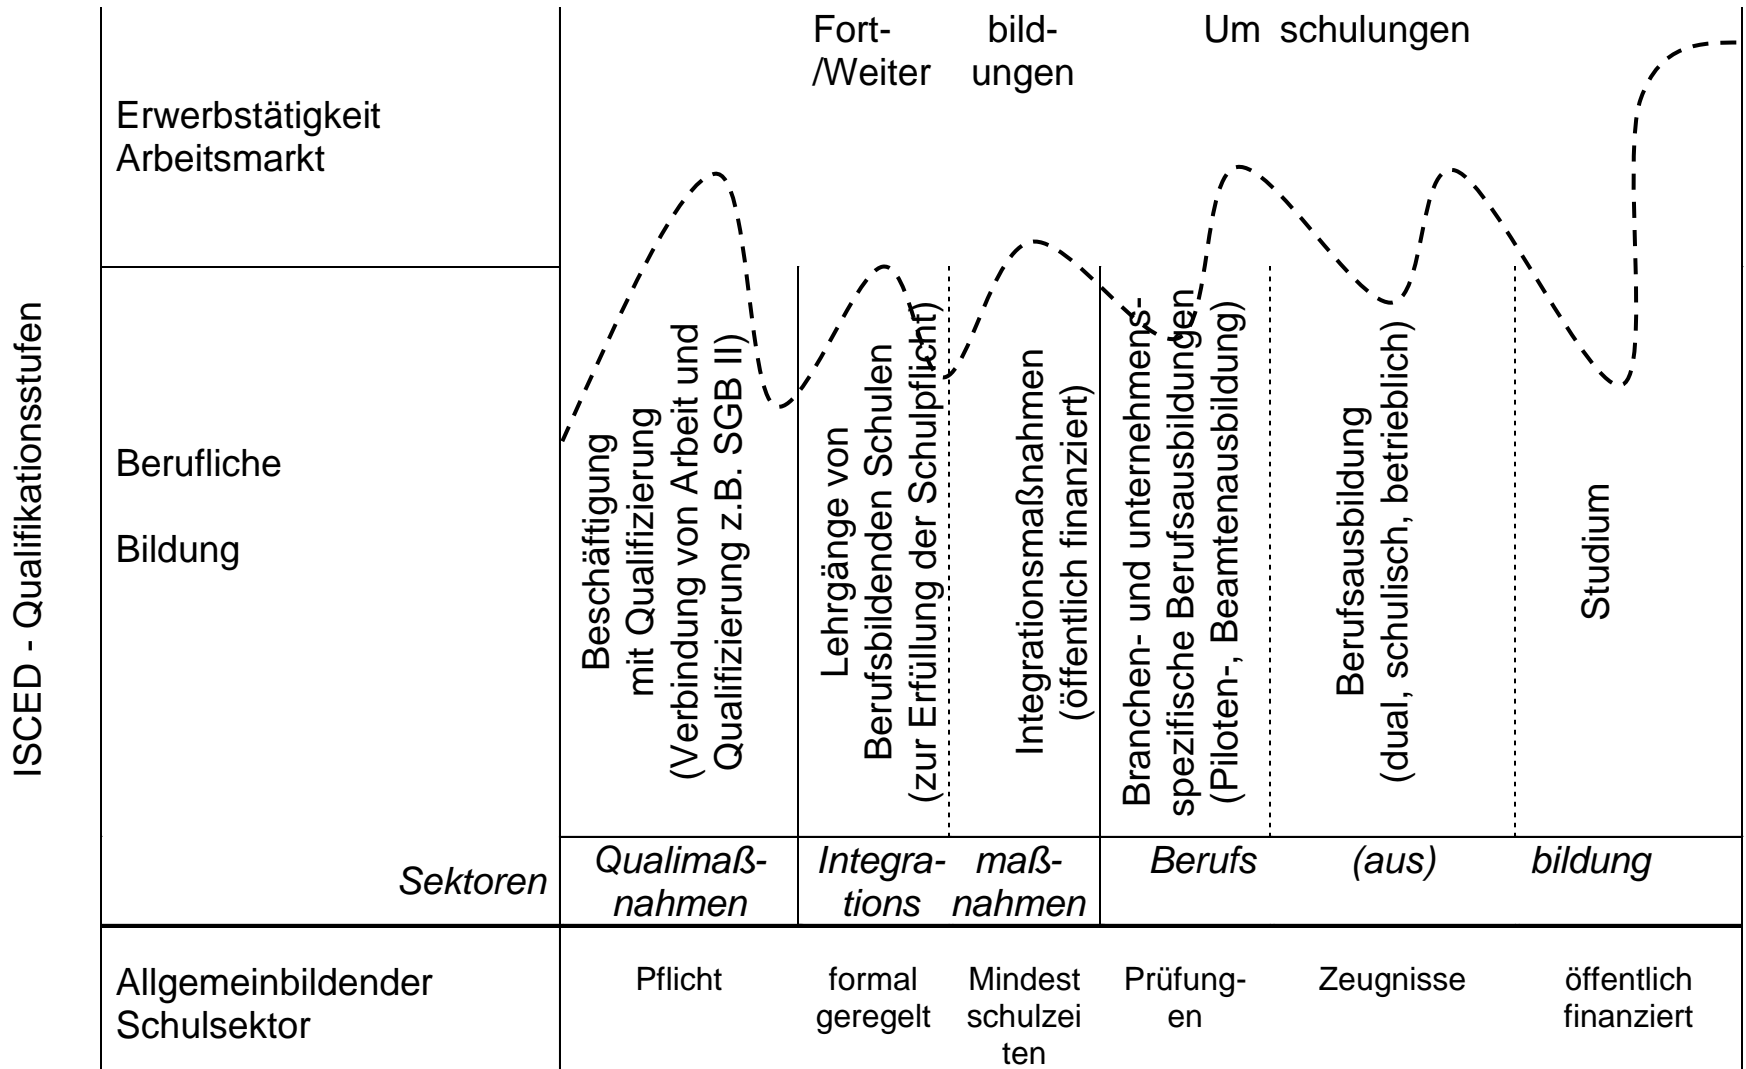 Fort- bild- Um schulungen
/Weiter ungen
Erwerbstätigkeit
Arbeitsmarkt
ISCED - Qualifikationsstufen
Berufliche
Bildung
Beschäftigung
mit Qualifizierung
(Verbindung von Arbeit und
Qualifizierung z.B. SGB II)
Lehrgänge von
Berufsbildenden Schulen
(zur Erfüllung der Schulpflicht)
Integrationsmaßnahmen
(öffentlich finanziert)
Branchen- und unternehmens-
spezifische Berufsausbildungen
(Piloten-, Beamtenausbildung)
Berufsausbildung
(dual, schulisch, betrieblich)
Studium
Sektoren
Qualimaß-
nahmen
Integra-
tions
maß-
nahmen
Berufs
(aus)
bildung
Allgemeinbildender
Schulsektor
Pflicht
formal
geregelt
Mindest
schulzei
ten
Prüfung-
en
Zeugnisse
öffentlich
finanziert